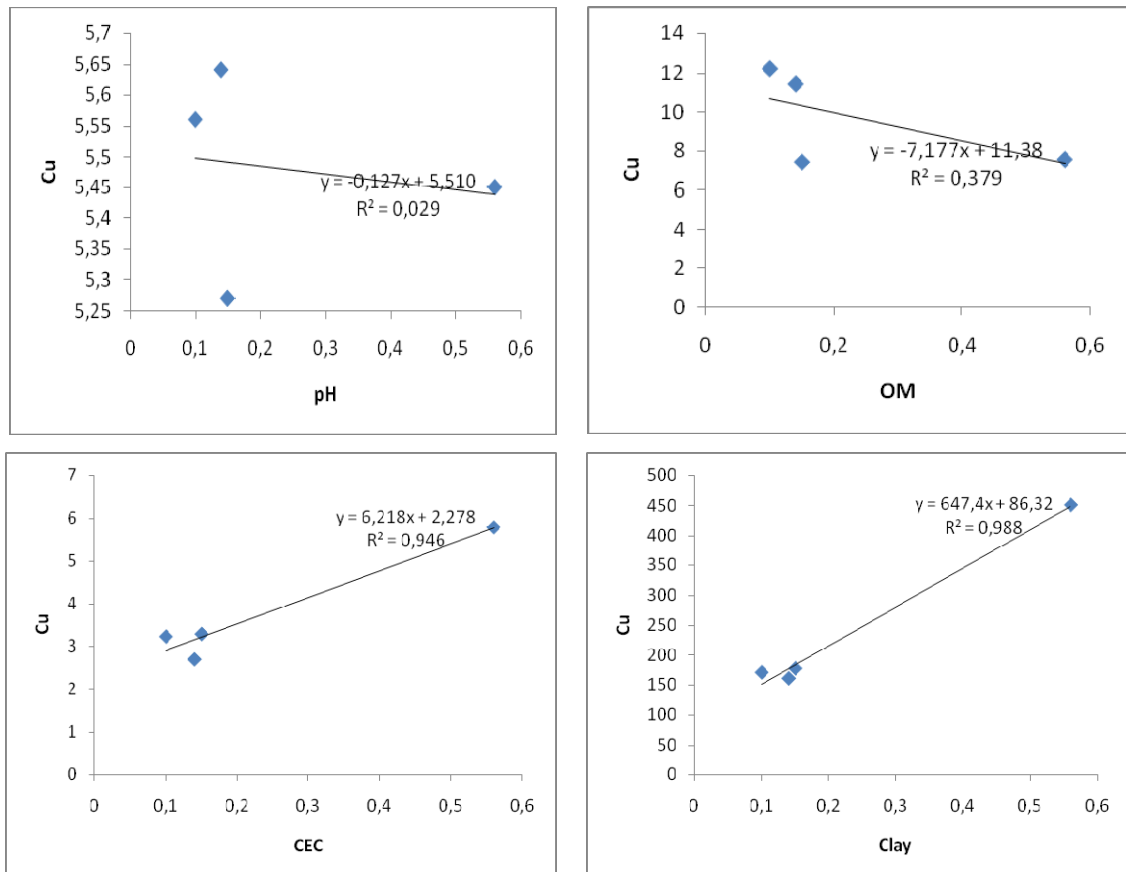 5,7
5,65
5,6
5,55
5,5
5,45
5,4
5,35
5,3
5,25
Cu
y = -0,127x + 5,510
R² = 0,029
0 0,1 0,2 0,3 0,4 0,5 0,6
pH
14
12
10
8
6
4
2
0
Cu
y = -7,177x + 11,38
R² = 0,379
0 0,2 0,4 0,6
OM
7
6
5
4
3
2
1
0
Cu
y = 6,218x + 2,278
R² = 0,946
0 0,1 0,2 0,3 0,4 0,5 0,6
CEC
500
450
400
350
300
250
200
150
100
50
0
Cu
y = 647,4x + 86,32
R² = 0,988
0 0,1 0,2 0,3 0,4 0,5 0,6
Clay